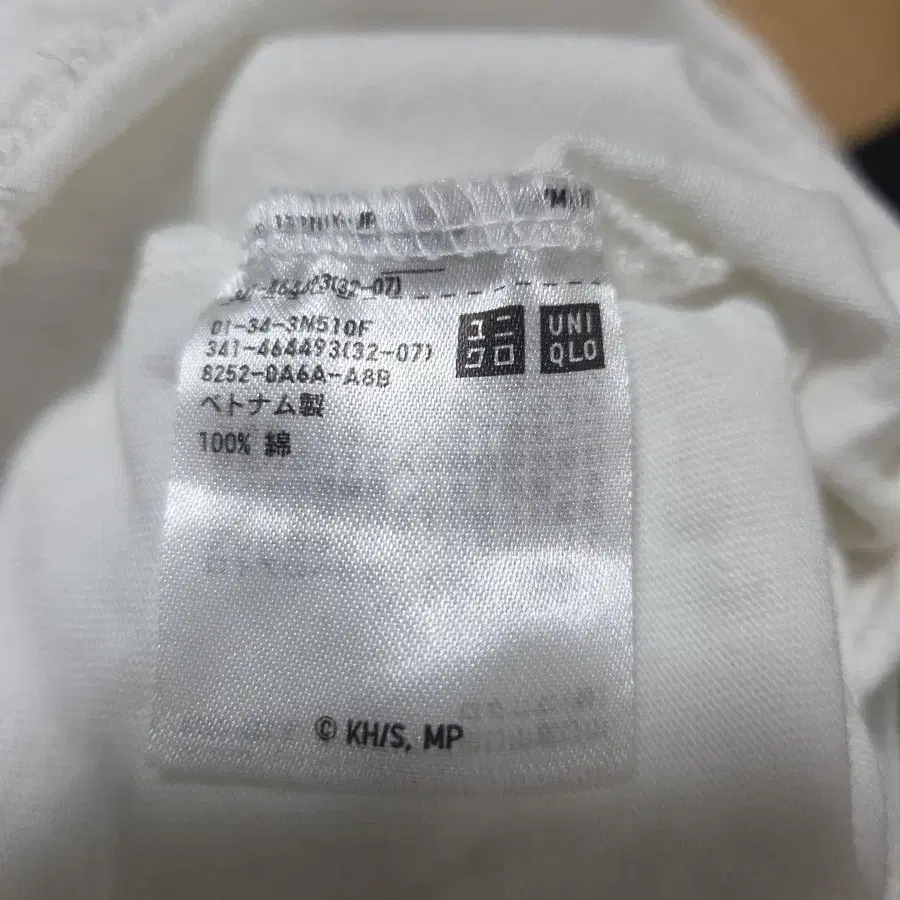 341-464493(32-07)
01-34-3M510F
341-464493(32-07)
8252-0A6A-A8B
ベトナム製
100% 綿
ユニ
クロ
UNI
QLO
© KH/S, MP